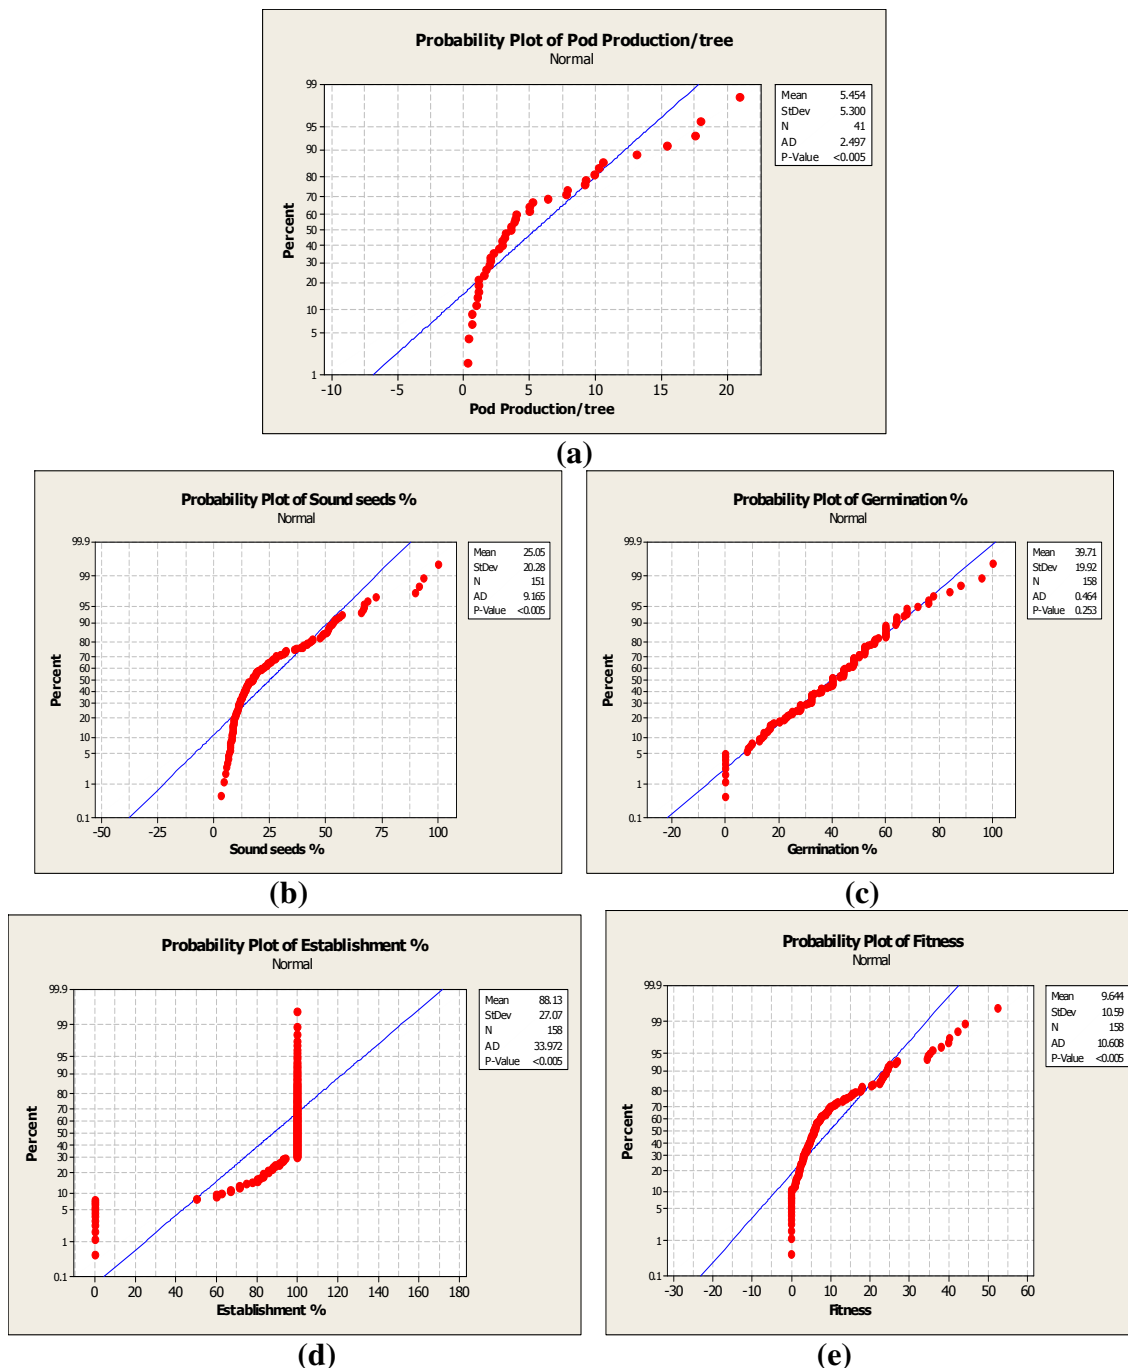 Probability Plot of Pod Production/tree
Normal
99
95
90
80
70
60
50
40
30
20
10
5
1
Percent
-10 -5 0 5 10 15 20
Pod Production/tree
Mean 5.454
StDev 5.300
N 41
AD 2.497
P-Value <0.005
(a)
Probability Plot of Sound seeds %
Normal
99.9
99
95
90
80
70
60
50
40
30
20
10
5
1
0.1
Percent
-50 -25 0 25 50 75 100
Sound seeds %
Mean 25.05
StDev 20.28
N 151
AD 9.165
P-Value <0.005
(b)
Probability Plot of Germination %
Normal
99.9
99
95
90
80
70
60
50
40
30
20
10
5
1
0.1
Percent
-20 0 20 40 60 80 100
Germination %
Mean 39.71
StDev 19.92
N 158
AD 0.464
P-Value 0.253
(c)
Probability Plot of Establishment %
Normal
99.9
99
95
90
80
70
60
50
40
30
20
10
5
1
0.1
Percent
0 20 40 60 80 100 120 140 160 180
Establishment %
Mean 88.13
StDev 27.07
N 158
AD 33.972
P-Value <0.005
(d)
Probability Plot of Fitness
Normal
99.9
99
95
90
80
70
60
50
40
30
20
10
5
1
0.1
Percent
-30 -20 -10 0 10 20 30 40 50 60
Fitness
Mean 9.644
StDev 10.59
N 158
AD 10.608
P-Value <0.005
(e)